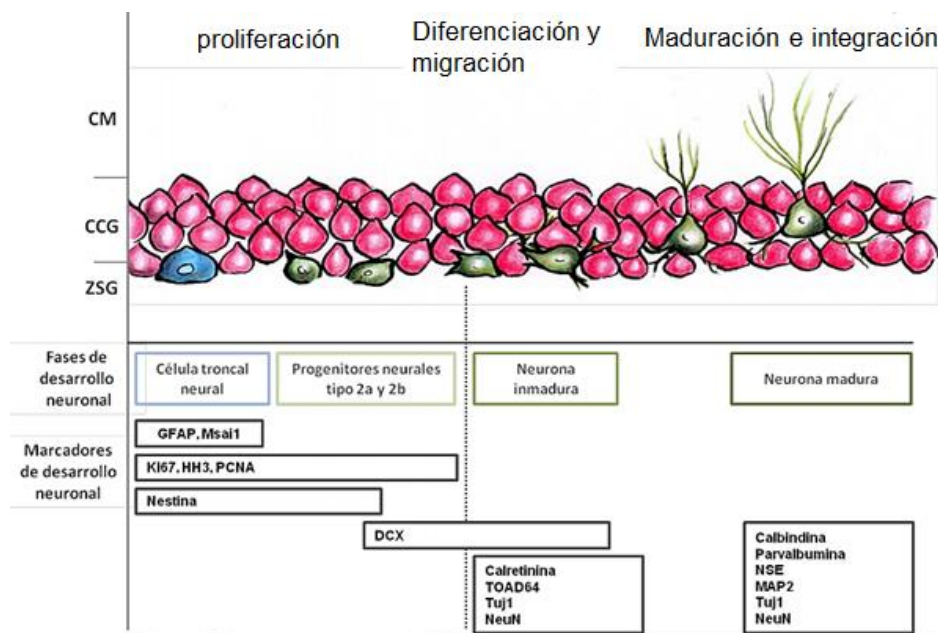 proliferación
Diferenciación y
migración
Maduración e integración
CM
CCG
ZSG
Fases de
desarrollo
neuronal
Célula troncal
neural
Progenitores neurales
tipo 2a y 2b
Neurona
inmadura
Neurona madura
Marcadores
de desarrollo
neuronal
GFAP, Msai1
KI67, HH3, PCNA
Nestina
DCX
Calretinina
TOAD64
Tuj1
NeuN
Calbindina
Parvalbumina
NSE
MAP2
Tuj1
NeuN